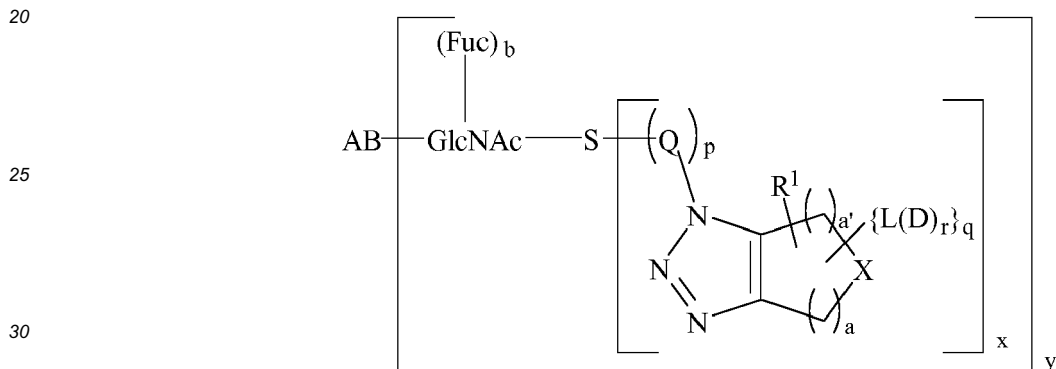 20
(Fuc) b
AB GlcNAc S (Q) p
25
R1 ( ) a' {L(D) r} q
N
N X
N ( ) a
30
x
y